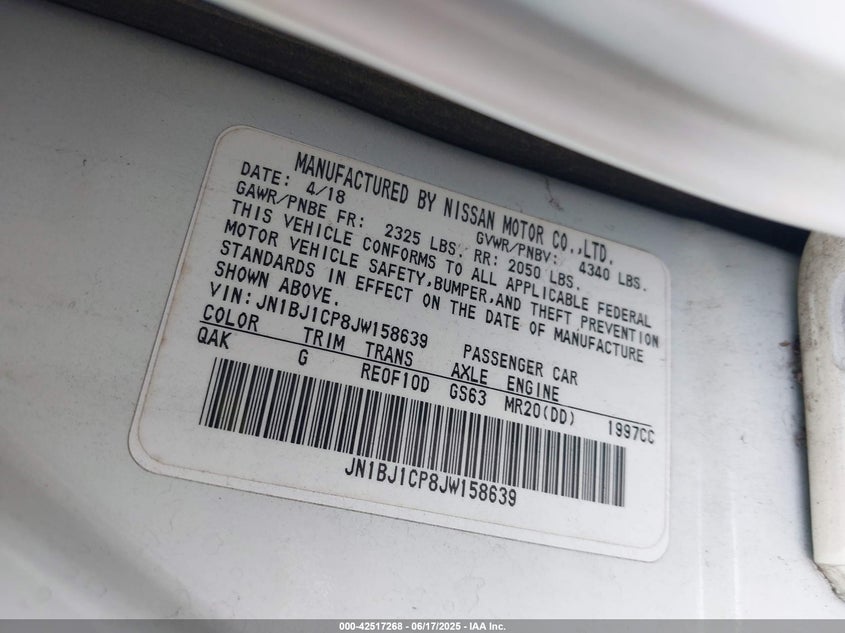 MANUFACTURED BY NISSAN MOTOR CO.,LTD.
DATE: 4/18 GVWR/PNBV: 4340 LBS.
GAWR/PNBE FR: 2325 LBS. RR: 2050 LBS.
THIS VEHICLE CONFORMS TO ALL APPLICABLE FEDERAL
MOTOR VEHICLE SAFETY,BUMPER,AND THEFT PREVENTION
STANDARDS IN EFFECT ON THE DATE OF MANUFACTURE
SHOWN ABOVE.
VIN:JN1BJ1CP8JW158639 PASSENGER CAR
COLOR TRIM TRANS AXLE ENGINE
QAK G RE0F10D GS63 MR20(DD) 1997CC
JN1BJ1CP8JW158639
000-42517268 - 06/17/2025 - IAA Inc.